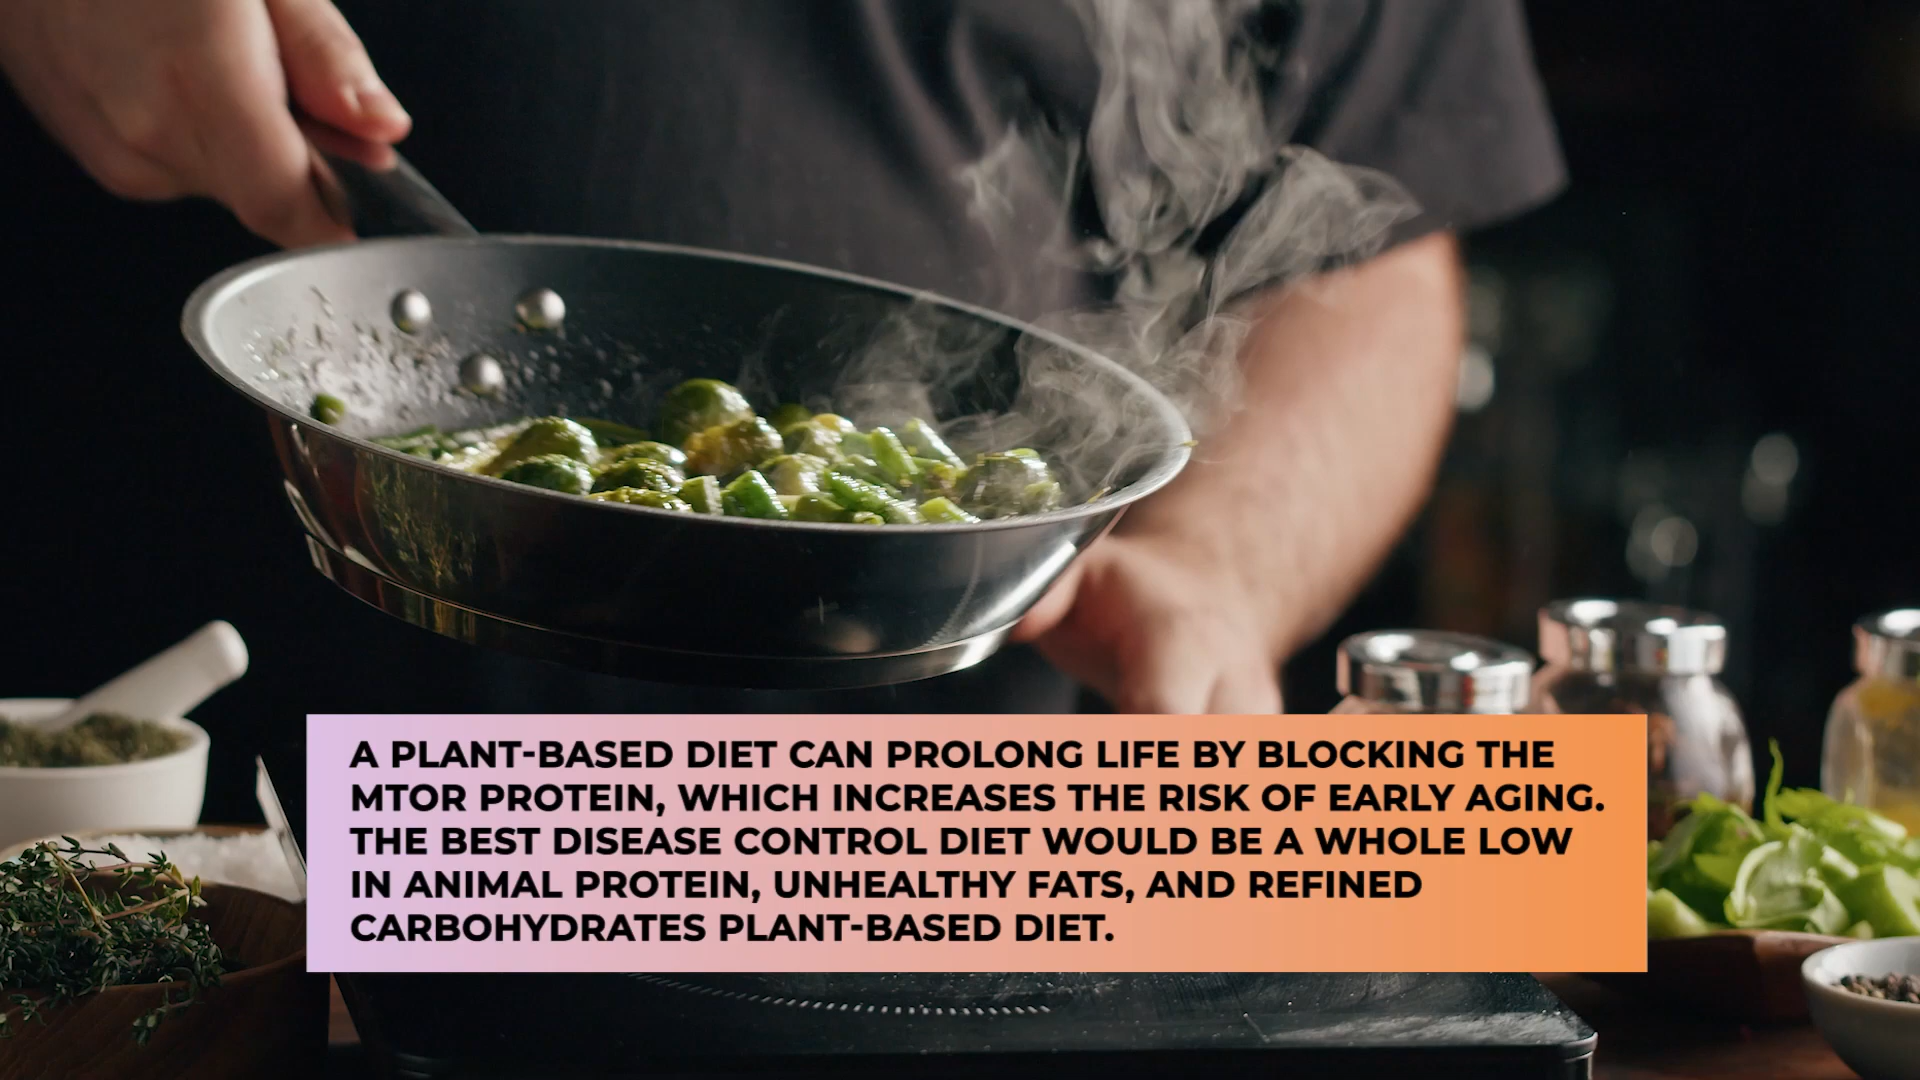 A PLANT-BASED DIET CAN PROLONG LIFE BY BLOCKING THE
MTOR PROTEIN, WHICH INCREASES THE RISK OF EARLY AGING.
THE BEST DISEASE CONTROL DIET WOULD BE A WHOLE LOW
IN ANIMAL PROTEIN, UNHEALTHY FATS, AND REFINED
CARBOHYDRATES PLANT-BASED DIET.